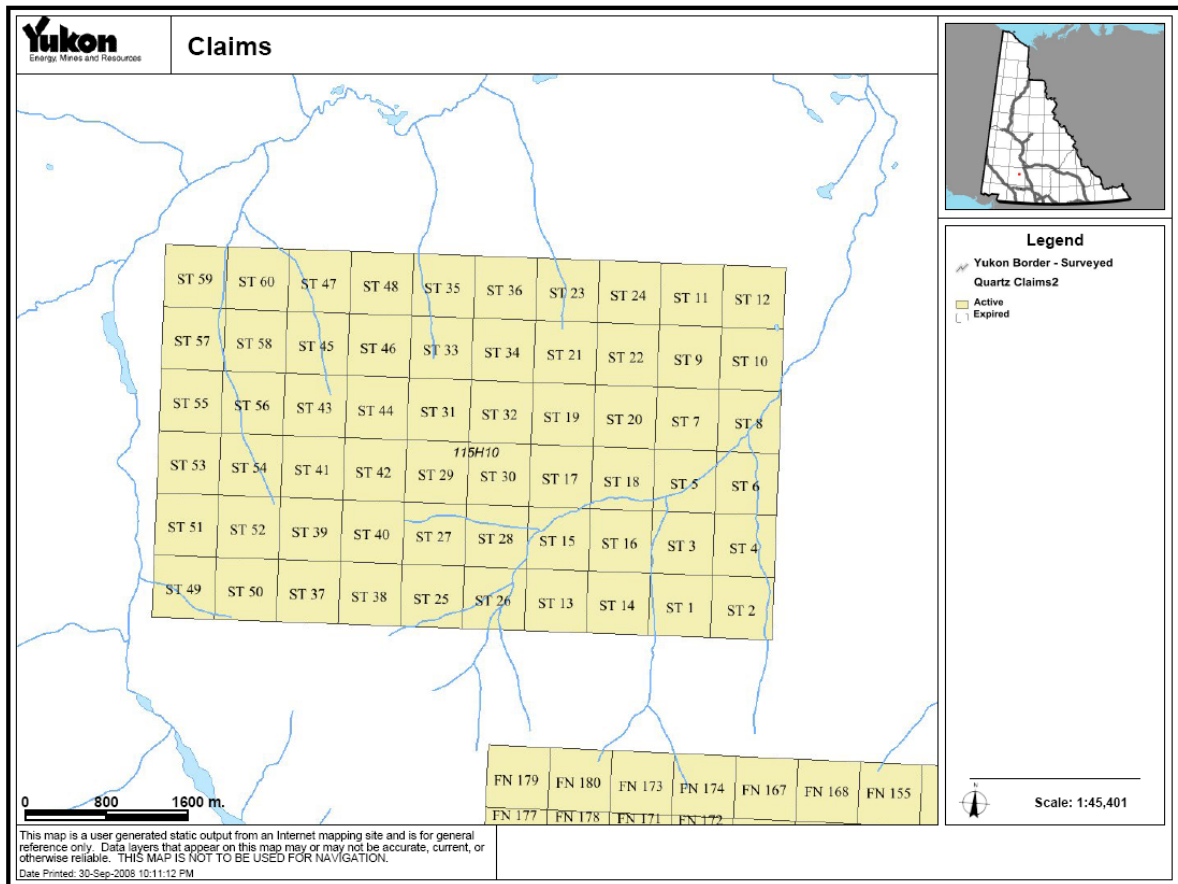 Yukon
Energy, Mines and Resources
Claims
ST 59 ST 60 ST 47 ST 48 ST 35 ST 36 ST 23 ST 24 ST 11 ST 12
ST 57 ST 58 ST 45 ST 46 ST 33 ST 34 ST 21 ST 22 ST 9 ST 10
ST 55 ST 56 ST 43 ST 44 ST 31 ST 32 ST 19 ST 20 ST 7 ST 8
115H10
ST 53 ST 54 ST 41 ST 42 ST 29 ST 30 ST 17 ST 18 ST 5 ST 6
ST 51 ST 52 ST 39 ST 40 ST 27 ST 28 ST 15 ST 16 ST 3 ST 4
ST 49 ST 50 ST 37 ST 38 ST 25 ST 26 ST 13 ST 14 ST 1 ST 2
FN 179 FN 180 FN 173 FN 174 FN 167 FN 168 FN 155
FN 177 FN 178 FN 171 FN 172
0 800 1600 m.
Legend
Yukon Border - Surveyed
Quartz Claims2
Active
Expired
N
Scale: 1:45,401
This map is a user generated static output from an Internet mapping site and is for general
reference only. Data layers that appear on this map may or may not be accurate, current, or
otherwise reliable. THIS MAP IS NOT TO BE USED FOR NAVIGATION.
Date Printed: 30-Sep-2008 10:11:12 PM